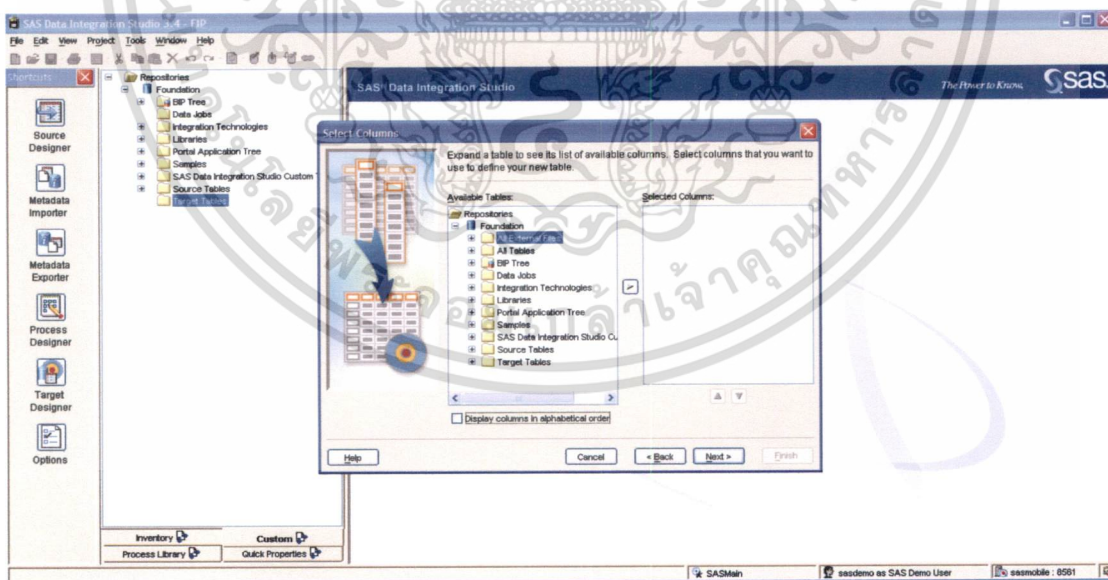 SAS Data Integration Studio 3.4 - FIP
File Edit View Project Tools Window Help
Shortcuts
Source Designer
Metadata Importer
Metadata Exporter
Process Designer
Target Designer
Options
Repositories
Foundation
BIP Tree
Data Jobs
Integration Technologies
Libraries
Portal Application Tree
Samples
SAS Data Integration Studio Custom
Source Tables
Target Tables
Inventory
Custom
Process Library
Quick Properties
SAS Data Integration Studio
The Power to Know.
sas.
Select Columns
Expand a table to see its list of available columns. Select columns that you want to
use to define your new table.
Available Tables:
Selected Columns:
Repositories
Foundation
All External Files
All Tables
BIP Tree
Data Jobs
Integration Technologies
Libraries
Portal Application Tree
Samples
SAS Data Integration Studio Cu
Source Tables
Target Tables
Display columns in alphabetical order
Help
Cancel
< Back
Next >
Finish
SASMain
sasdemo as SAS Demo User
sasmobile : 8561